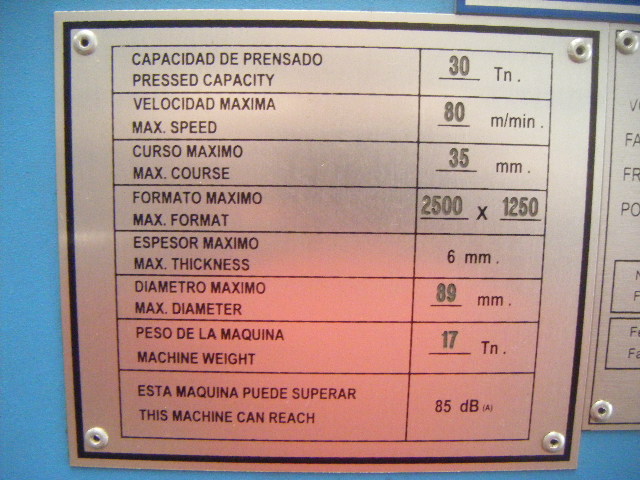 CAPACIDAD DE PRENSADO
PRESSED CAPACITY
30 Tn.
VELOCIDAD MAXIMA
MAX. SPEED
80 m/min.
CURSO MAXIMO
MAX. COURSE
35 mm.
FORMATO MAXIMO
MAX. FORMAT
2500 X 1250
ESPESOR MAXIMO
MAX. THICKNESS
6 mm.
DIAMETRO MAXIMO
MAX. DIAMETER
89 mm.
PESO DE LA MAQUINA
MACHINE WEIGHT
17 Tn.
ESTA MAQUINA PUEDE SUPERAR
THIS MACHINE CAN REACH
85 dB (A)